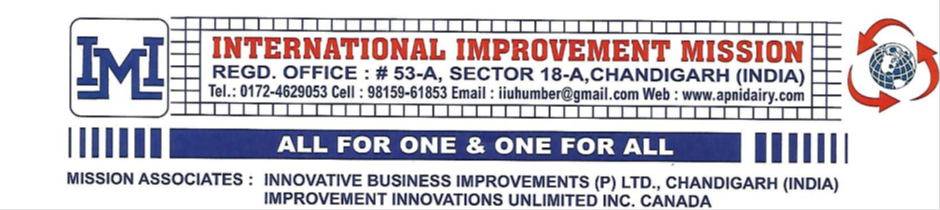 IMI
INTERNATIONAL IMPROVEMENT MISSION
REGD. OFFICE : # 53-A, SECTOR 18-A,CHANDIGARH (INDIA)
Tel.: 0172-4629053 Cell : 98159-61853 Email : iiuhumber@gmail.com Web : www.apnidairy.com
ALL FOR ONE & ONE FOR ALL
MISSION ASSOCIATES : INNOVATIVE BUSINESS IMPROVEMENTS (P) LTD., CHANDIGARH (INDIA)
IMPROVEMENT INNOVATIONS UNLIMITED INC. CANADA